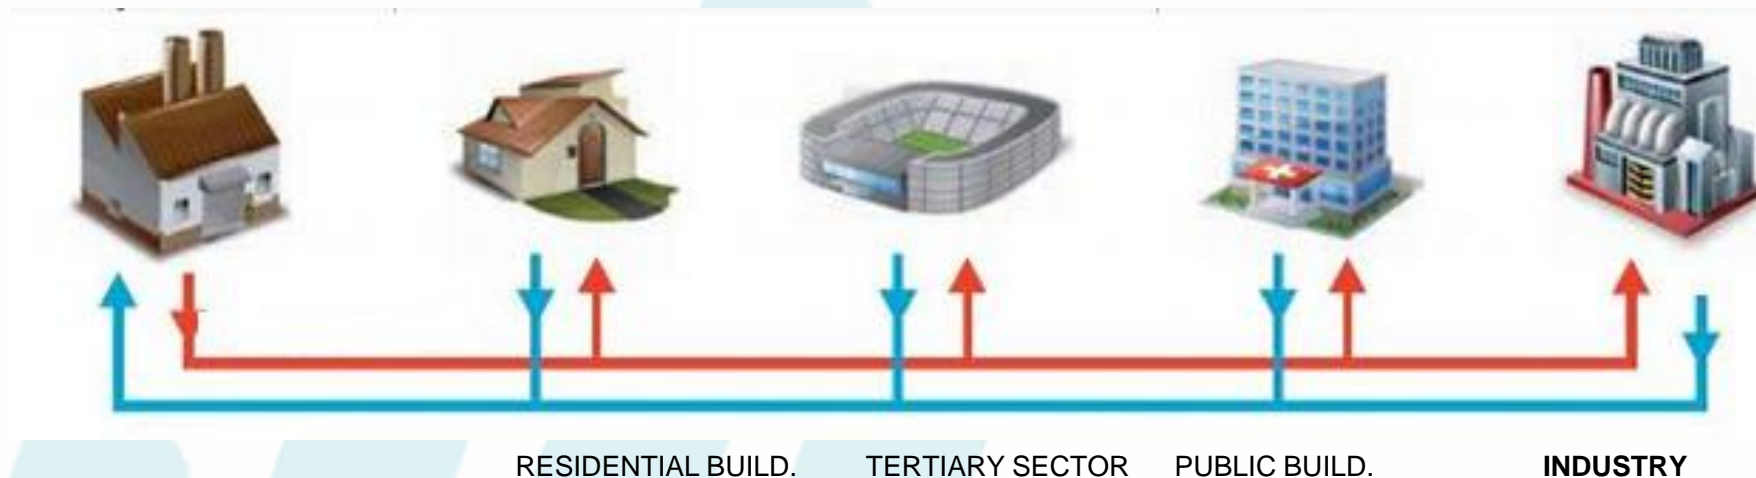 RESIDENTIAL BUILD. TERTIARY SECTOR PUBLIC BUILD. INDUSTRY